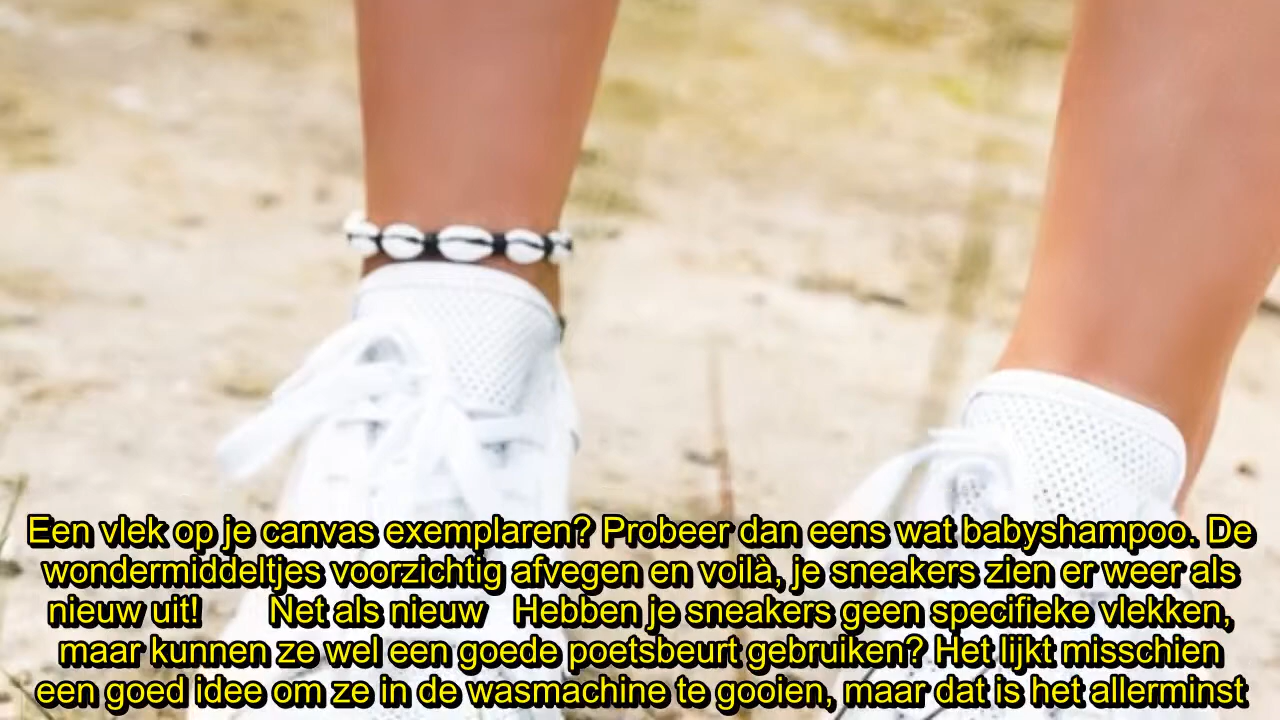 Een vlek op je canvas exemplaren? Probeer dan eens wat babyshampoo. De
wondermiddeltjes voorzichtig afvegen en voilà, je sneakers zien er weer als
nieuw uit! Net als nieuw Hebben je sneakers geen specifieke vlekken,
maar kunnen ze wel een goede poetsbeurt gebruiken? Het lijkt misschien
een goed idee om ze in de wasmachine te gooien, maar dat is het allerminst